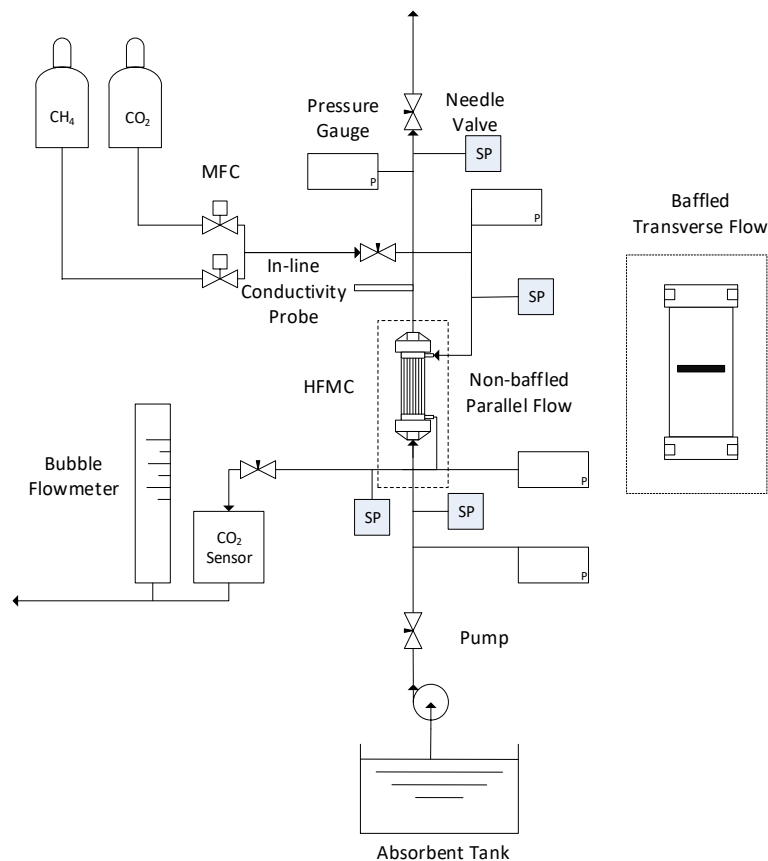 CH4
CO2
Pressure
Gauge
Needle
Valve
SP
P
MFC
P
Baffled
Transverse Flow
In-line
Conductivity
Probe
SP
HFMC
Non-baffled
Parallel Flow
Bubble
Flowmeter
P
SP
SP
CO2
Sensor
P
Pump
Absorbent Tank